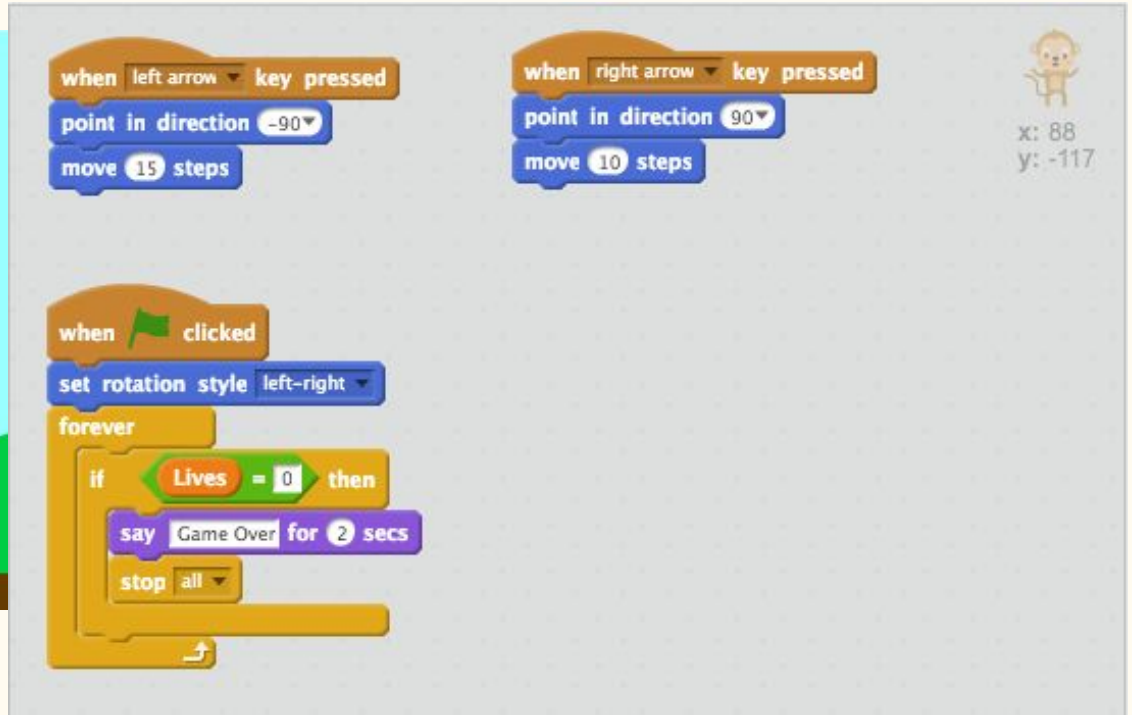 when left arrow key pressed
point in direction -90
move 15 steps
when right arrow key pressed
point in direction 90
move 10 steps
x: 88
y: -117
when clicked
set rotation style left-right
forever
if Lives = 0 then
say Game Over for 2 secs
stop all